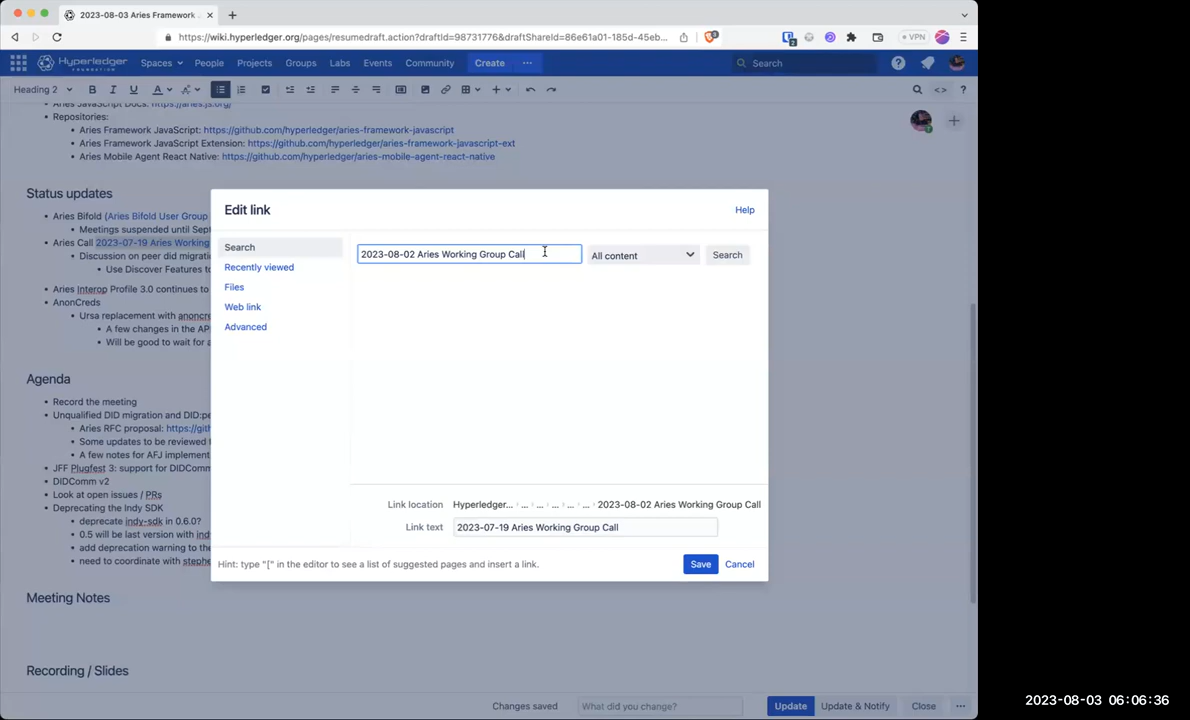 2023-08-03 Aries Framework
https://wiki.hyperledger.org/pages/resumedraft.action?draftId=98731776&draftShareId=86e61a01-185d-45eb...
VPN
HYPERLEDGER
FOUNDATION
Spaces People Projects Groups Labs Events Community Create ... Search
Heading 2 B I U A
Aries JavaScript Docs: https://aries.js.org/
Repositories:
Aries Framework JavaScript: https://github.com/hyperledger/aries-framework-javascript
Aries Framework JavaScript Extension: https://github.com/hyperledger/aries-framework-javascript-ext
Aries Mobile Agent React Native: https://github.com/hyperledger/aries-mobile-agent-react-native
Status updates
Aries Bifold (Aries Bifold User Group
Meetings suspended until Sept
Aries Call 2023-07-19 Aries Working
Discussion on peer did migratio
Use Discover Features to
Aries Interop Profile 3.0 continues to
AnonCreds
Ursa replacement with anoncre
A few changes in the AP
Will be good to wait for a
Agenda
Record the meeting
Unqualified DID migration and DID:pe
Aries RFC proposal: https://gith
Some updates to be reviewed
A few notes for AFJ implement
JFF Plugfest 3: support for DIDComm
DIDComm v2
Look at open issues / PRs
Deprecating the Indy SDK
deprecate indy-sdk in 0.6.0?
0.5 will be last version with ind
add deprecation warning to the
need to coordinate with stephe
Meeting Notes
Recording / Slides
Edit link
Help
Search
Recently viewed
Files
Web link
Advanced
2023-08-02 Aries Working Group Call
All content
Search
Link location Hyperledger... ... ... ... ... ... 2023-08-02 Aries Working Group Call
Link text 2023-07-19 Aries Working Group Call
Hint: type "[" in the editor to see a list of suggested pages and insert a link.
Save Cancel
Changes saved What did you change? Update Update & Notify Close ...
2023-08-03 06:06:36